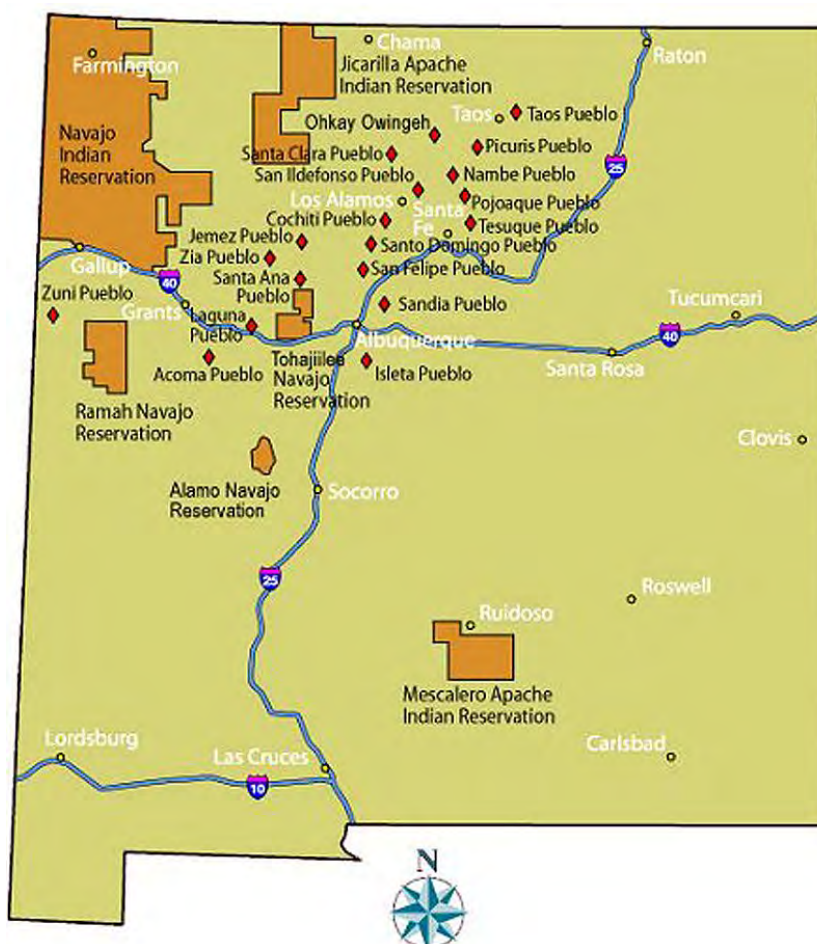 Chama
Farmington
Raton
Jicarilla Apache
Indian Reservation
Taos
Taos Pueblo
Ohkay Owingeh
Navajo
Indian
Reservation
Picuris Pueblo
Santa Clara Pueblo
25
San Ildefonso Pueblo
Nambe Pueblo
Los Alamos
Pojoaque Pueblo
Santa
Fe
Cochiti Pueblo
Tesuque Pueblo
Jemez Pueblo
Santo Domingo Pueblo
Gallup
Zia Pueblo
San Felipe Pueblo
40
Santa Ana
Pueblo
Zuni Pueblo
Grants
Laguna
Pueblo
Sandia Pueblo
Tucumcari
40
Albuquerque
Acoma Pueblo
Tohajiilee
Navajo
Reservation
Isleta Pueblo
Santa Rosa
Ramah Navajo
Reservation
Clovis
Alamo Navajo
Reservation
Socorro
25
Roswell
Ruidoso
Mescalero Apache
Indian Reservation
Lordsburg
Las Cruces
Carlsbad
10
N